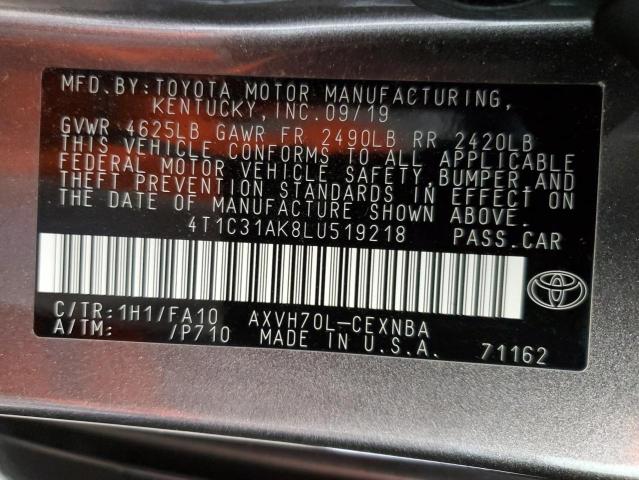 MFD.BY:TOYOTA MOTOR MANUFACTURING,
KENTUCKY, INC.09/19
GVWR 4625LB GAWR FR 2490LB RR 2420LB
THIS VEHICLE CONFORMS TO ALL APPLICABLE
FEDERAL MOTOR VEHICLE SAFETY, BUMPER, AND
THEFT PREVENTION STANDARDS IN EFFECT ON
THE DATE OF MANUFACTURE SHOWN ABOVE.
4T1C31AK8LU519218 PASS.CAR
C/TR:1H1/FA10 AXVH70L-CEXNBA
A/TM: /P710 MADE IN U.S.A. 71162